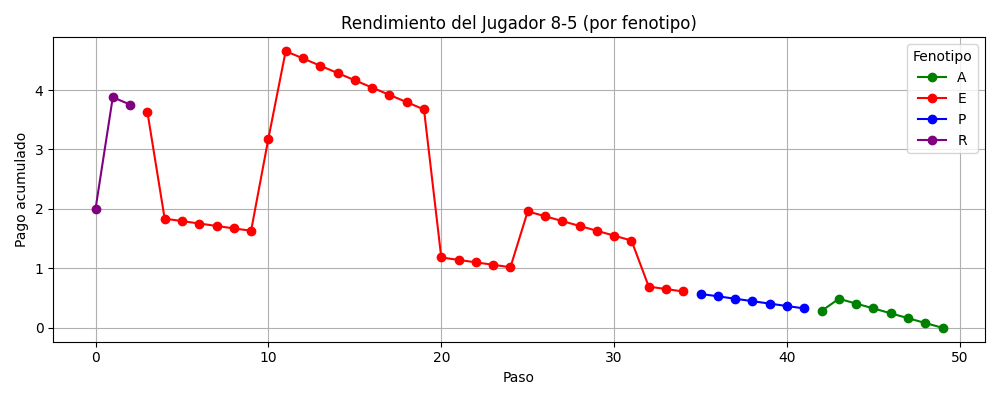 Rendimiento del Jugador 8-5 (por fenotipo)
Pago acumulado
4
3
2
1
0
0 10 20 30 40 50
Paso
Fenotipo
A
E
P
R